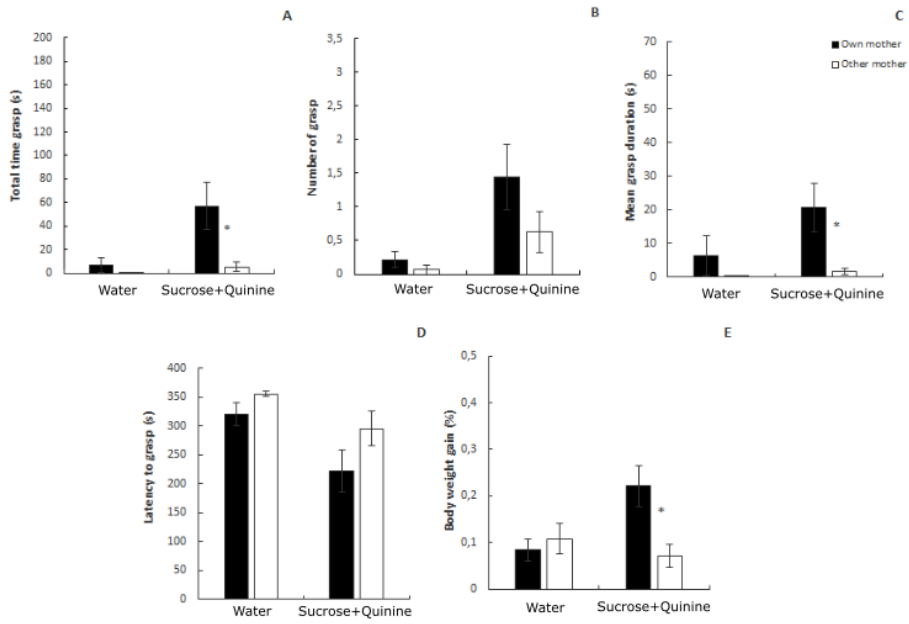 A
Total time grasp (s)
200
180
160
140
120
100
80
60
40
20
0
*
Water
Sucrose+Quinine
B
Number of grasp
3,5
3
2,5
2
1,5
1
0,5
0
Water
Sucrose+Quinine
C
Mean grasp duration (s)
70
60
50
40
30
20
10
0
Own mother
Other mother
*
Water
Sucrose+Quinine
D
Latency to grasp (s)
400
350
300
250
200
150
100
50
0
Water
Sucrose+Quinine
E
Body weight gain (%)
0,5
0,4
0,3
0,2
0,1
0
*
Water
Sucrose+Quinine